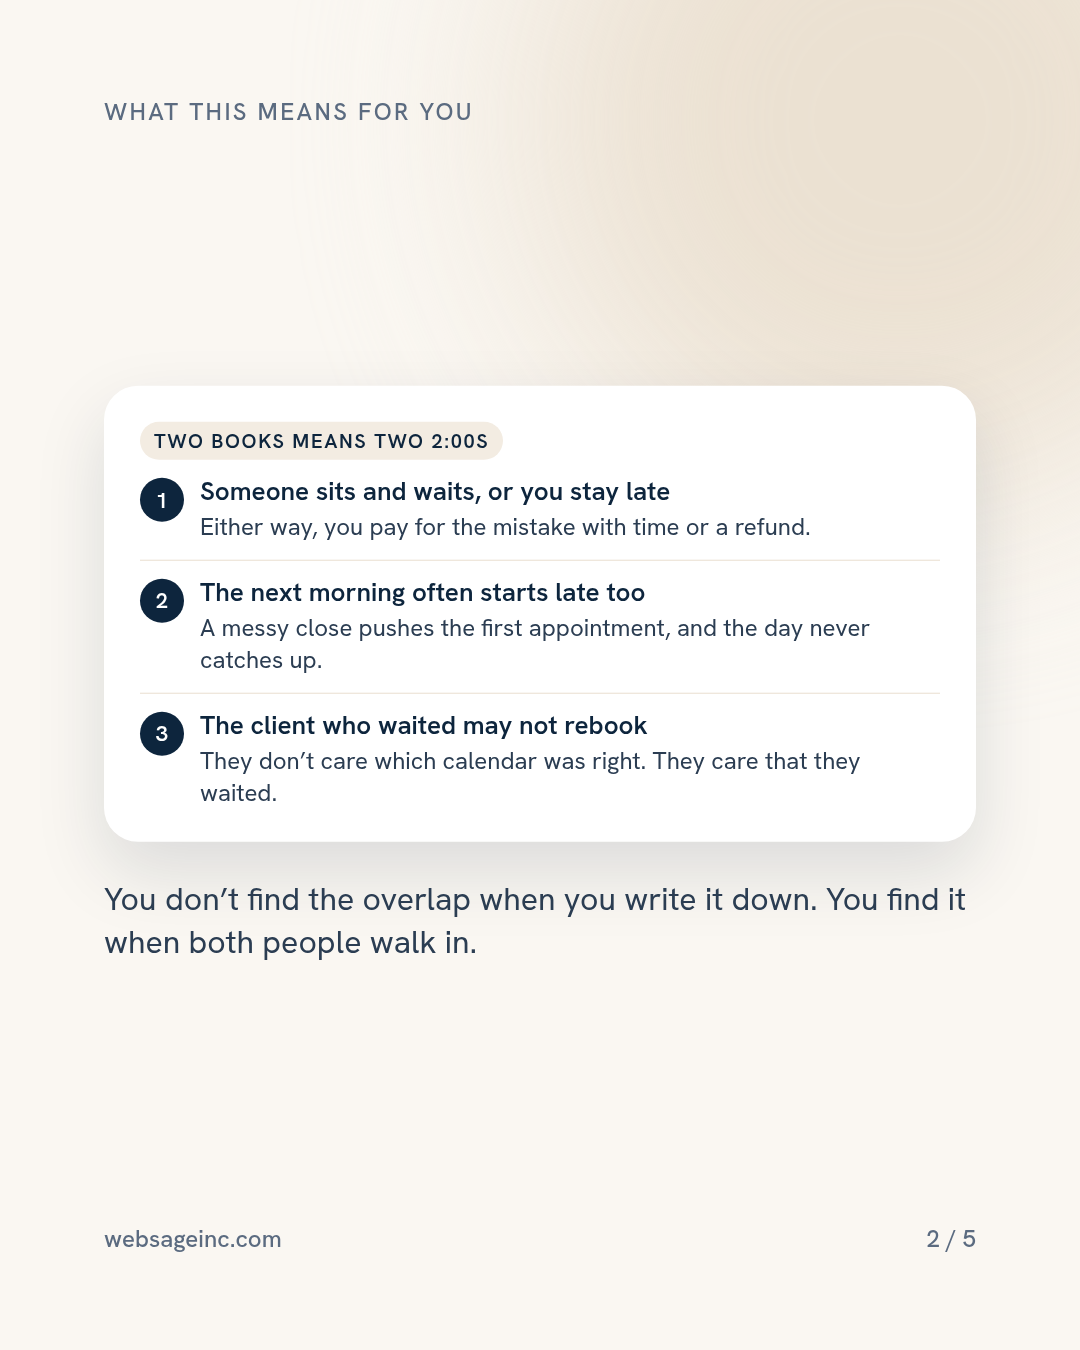 WHAT THIS MEANS FOR YOU
TWO BOOKS MEANS TWO 2:00S
1 Someone sits and waits, or you stay late
Either way, you pay for the mistake with time or a refund.
2 The next morning often starts late too
A messy close pushes the first appointment, and the day never
catches up.
3 The client who waited may not rebook
They don’t care which calendar was right. They care that they
waited.
You don’t find the overlap when you write it down. You find it
when both people walk in.
websageinc.com
2 / 5